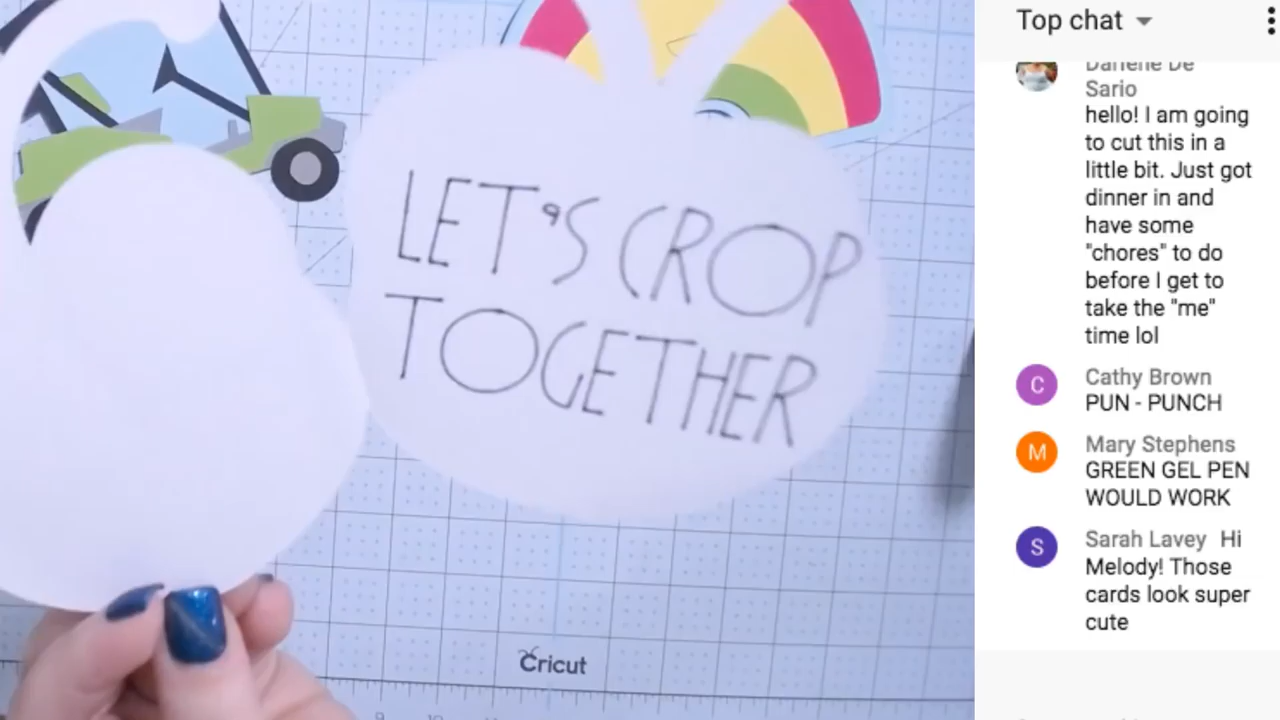 LET'S CROP
TOGETHER
Cricut
Top chat
Darlene De
Sario
hello! I am going
to cut this in a
little bit. Just got
dinner in and
have some
"chores" to do
before I get to
take the "me"
time lol
Cathy Brown
PUN - PUNCH
Mary Stephens
GREEN GEL PEN
WOULD WORK
Sarah Lavey Hi
Melody! Those
cards look super
cute